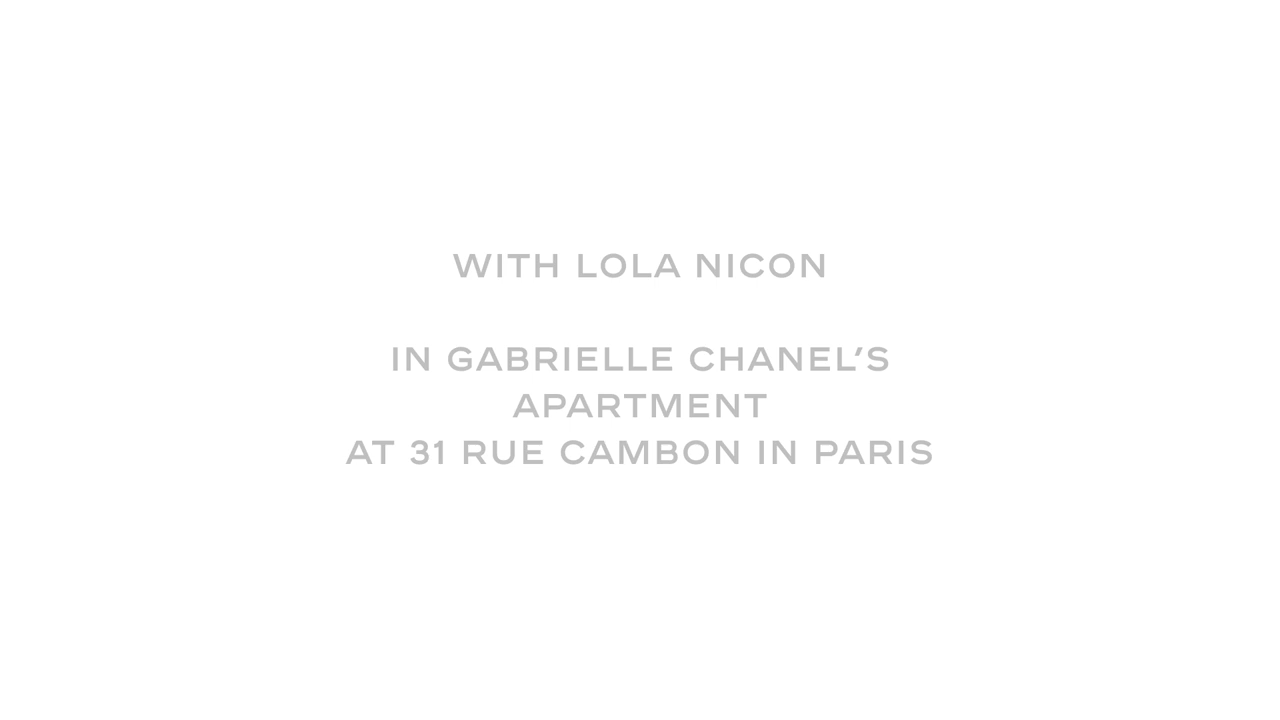 WITH LOLA NICON
IN GABRIELLE CHANEL’S
APARTMENT
AT 31 RUE CAMBON IN PARIS